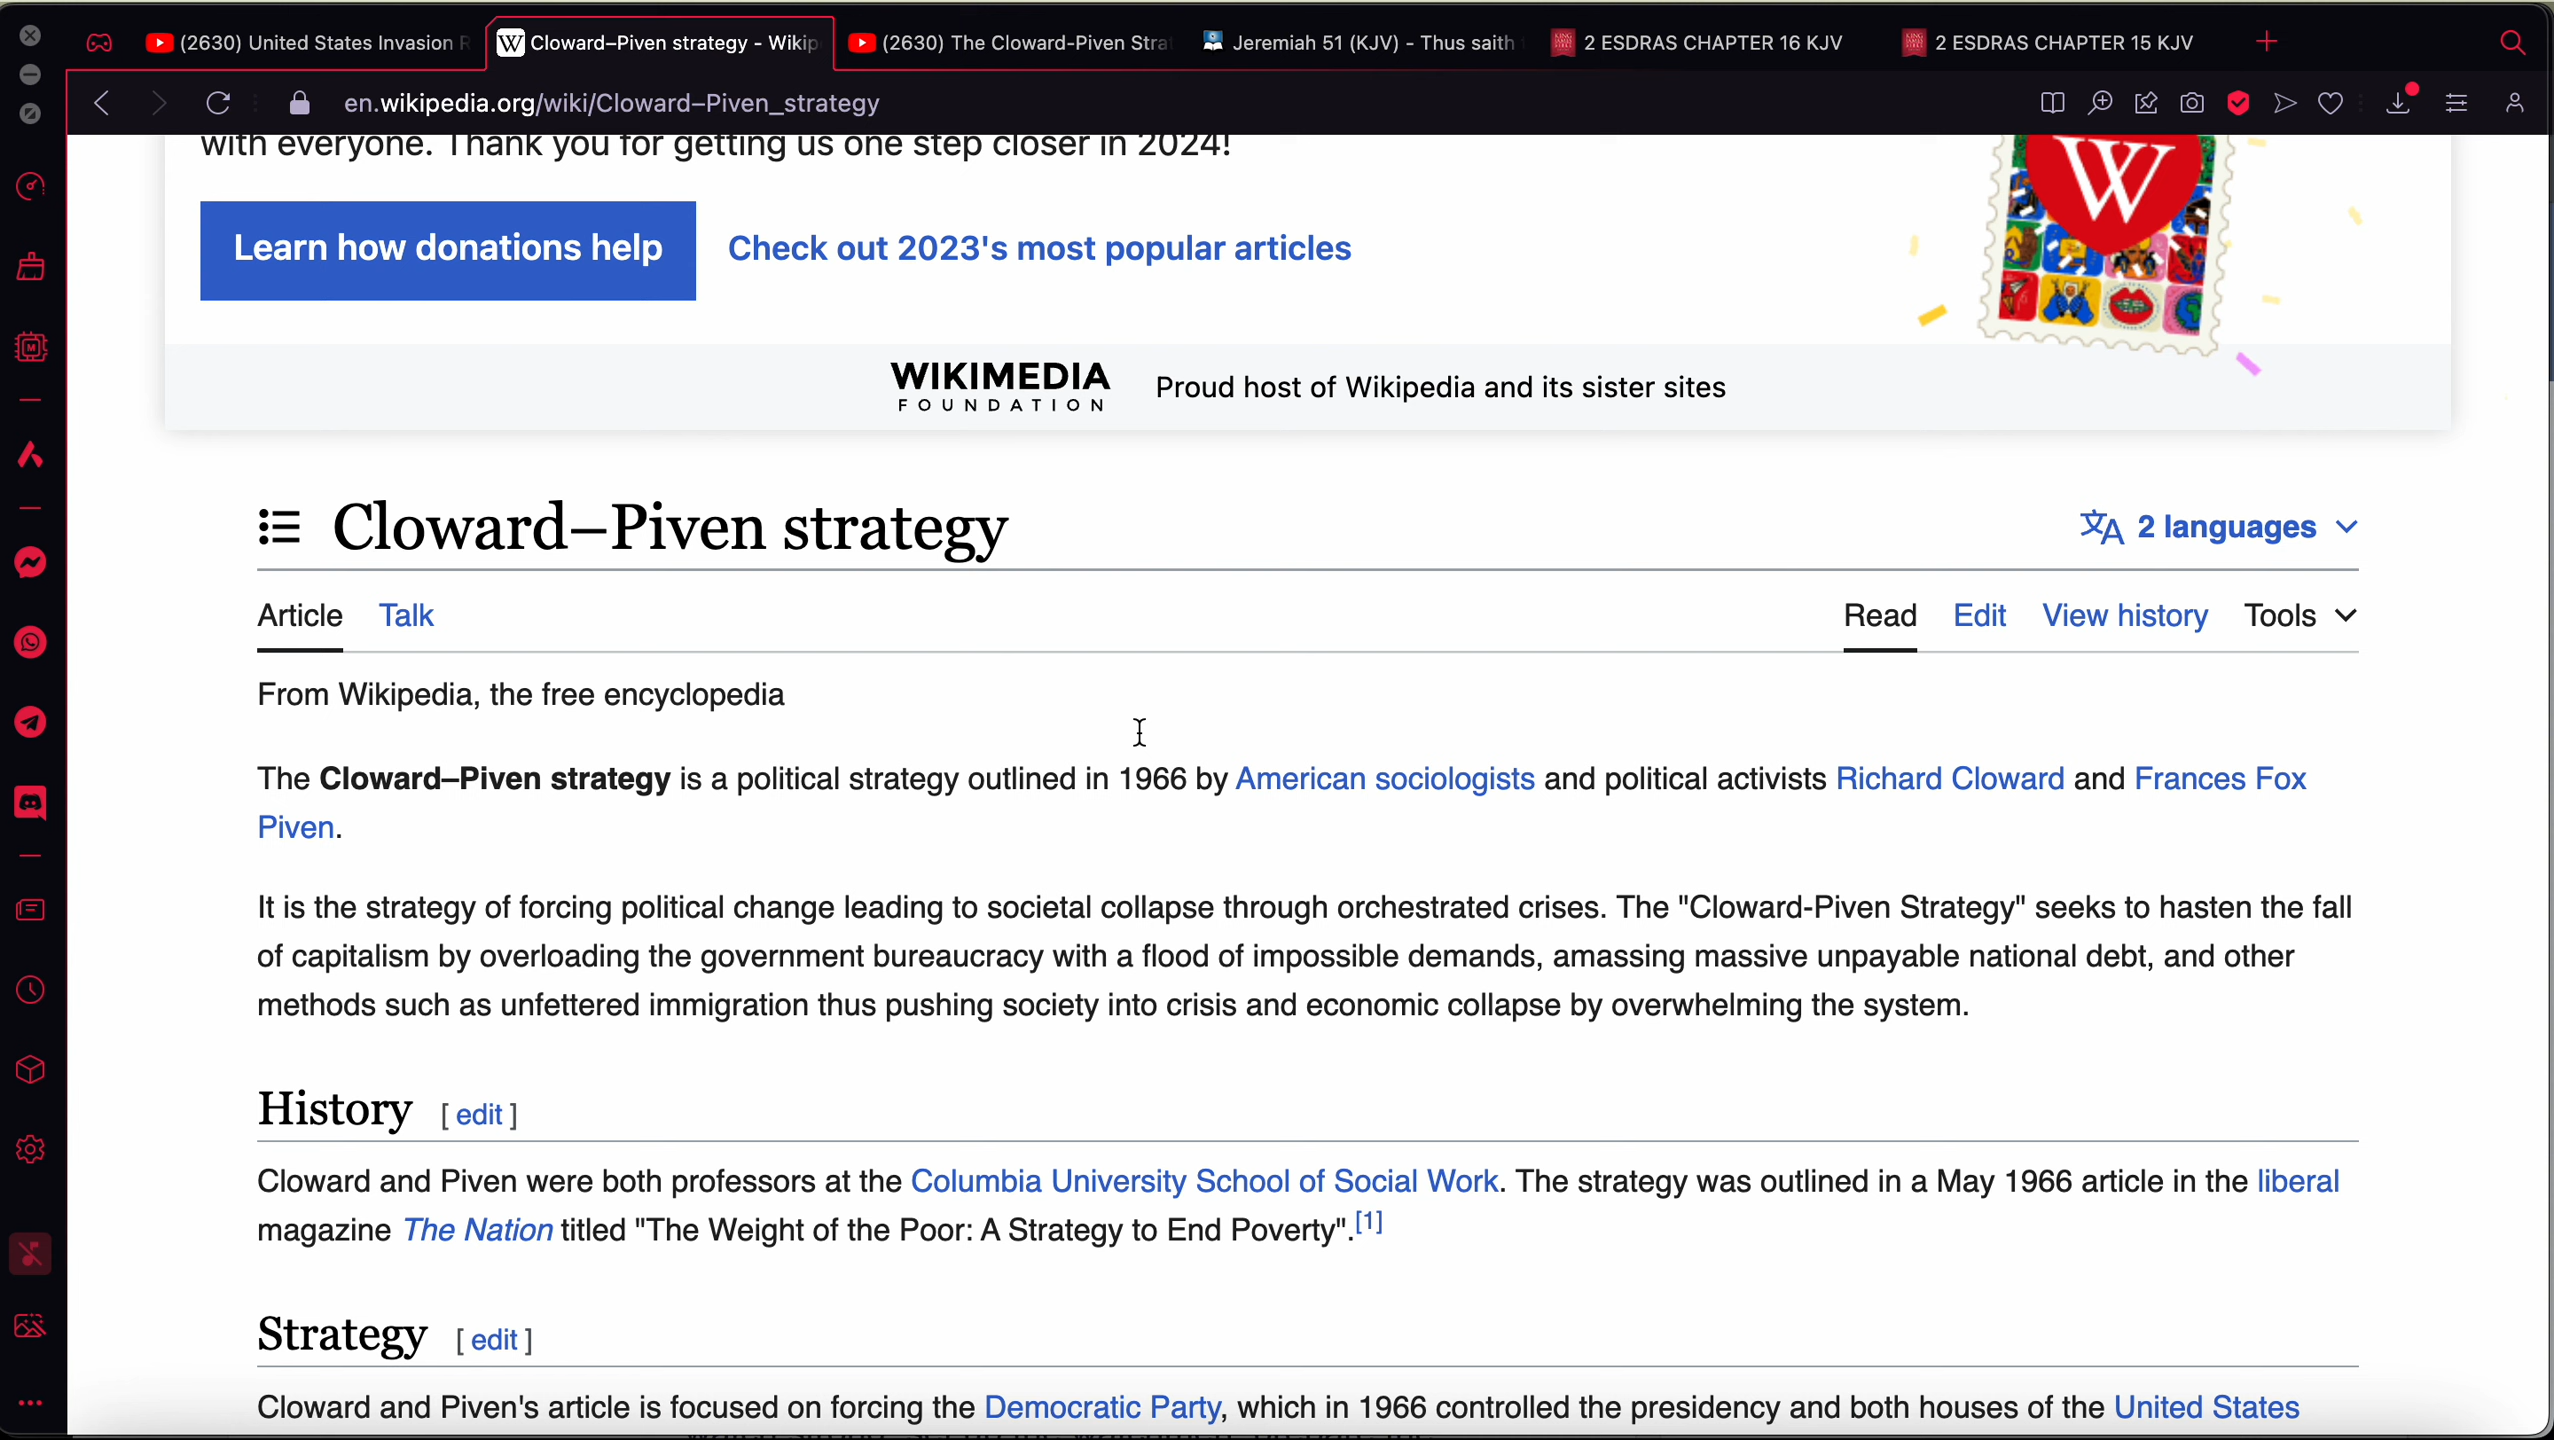 (2630) United States Invasion R
Cloward–Piven strategy - Wikip
(2630) The Cloward-Piven Strat
Jeremiah 51 (KJV) - Thus saith
2 ESDRAS CHAPTER 16 KJV
2 ESDRAS CHAPTER 15 KJV
en.wikipedia.org/wiki/Cloward–Piven_strategy
with everyone. Thank you for getting us one step closer in 2024!
Learn how donations help
Check out 2023's most popular articles
W
WIKIMEDIA
FOUNDATION
Proud host of Wikipedia and its sister sites
Cloward–Piven strategy
2 languages
Article Talk
Read Edit View history Tools
From Wikipedia, the free encyclopedia
The Cloward–Piven strategy is a political strategy outlined in 1966 by American sociologists and political activists Richard Cloward and Frances Fox
Piven.
It is the strategy of forcing political change leading to societal collapse through orchestrated crises. The "Cloward-Piven Strategy" seeks to hasten the fall
of capitalism by overloading the government bureaucracy with a flood of impossible demands, amassing massive unpayable national debt, and other
methods such as unfettered immigration thus pushing society into crisis and economic collapse by overwhelming the system.
History [ edit ]
Cloward and Piven were both professors at the Columbia University School of Social Work. The strategy was outlined in a May 1966 article in the liberal
magazine The Nation titled "The Weight of the Poor: A Strategy to End Poverty".[1]
Strategy [ edit ]
Cloward and Piven's article is focused on forcing the Democratic Party, which in 1966 controlled the presidency and both houses of the United States